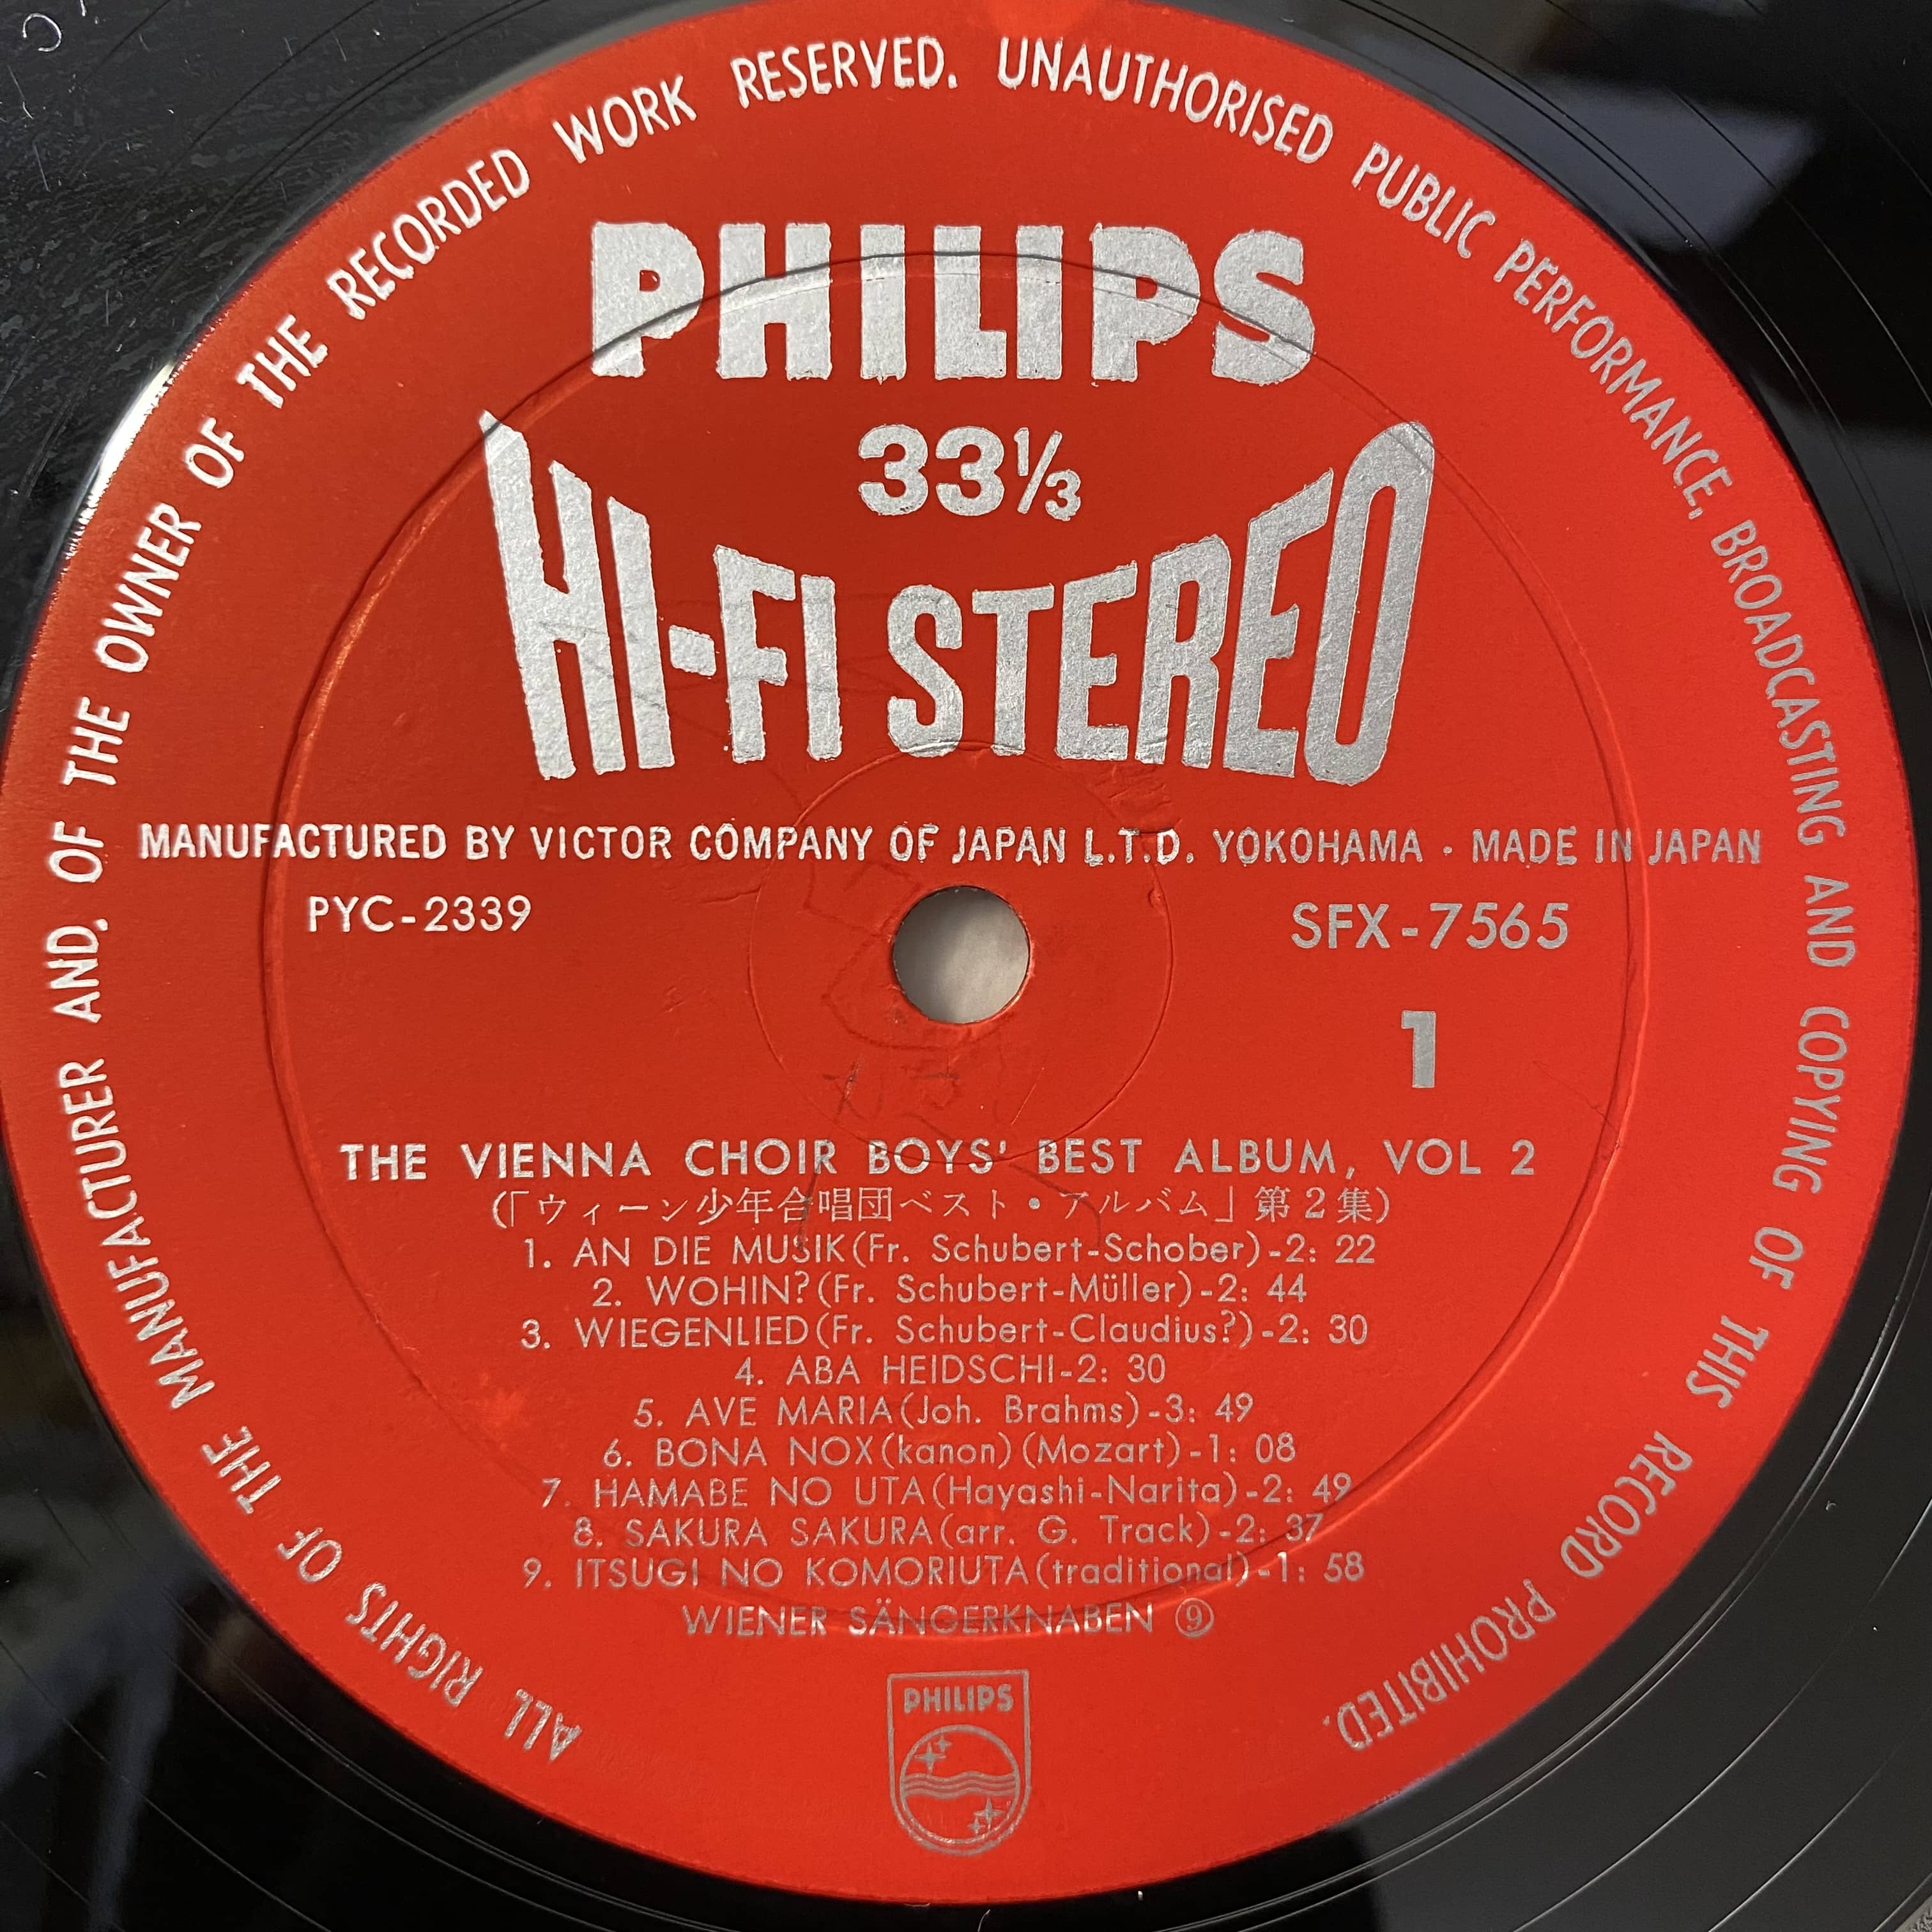 ALL RIGHTS OF THE MANUFACTURER AND, OF THE OWNER OF THE RECORDED WORK RESERVED. UNAUTHORISED PUBLIC PERFORMANCE, BROADCASTING AND COPYING OF THIS RECORD PROHIBITED.
PHILIPS
33⅓
HI-FI STEREO
MANUFACTURED BY VICTOR COMPANY OF JAPAN L.T.D. YOKOHAMA · MADE IN JAPAN
PYC-2339
SFX-7565
1
THE VIENNA CHOIR BOYS' BEST ALBUM, VOL 2
(「ウィーン少年合唱団ベスト・アルバム」第2集)
1. AN DIE MUSIK(Fr. Schubert-Schober)-2: 22
2. WOHIN?(Fr. Schubert-Müller)-2: 44
3. WIEGENLIED(Fr. Schubert-Claudius?)-2: 30
4. ABA HEIDSCHI-2: 30
5. AVE MARIA(Joh. Brahms)-3: 49
6. BONA NOX(kanon)(Mozart)-1: 08
7. HAMABE NO UTA(Hayashi-Narita)-2: 49
8. SAKURA SAKURA(arr. G. Track)-2: 37
9. ITSUGI NO KOMORIUTA(traditional)-1: 58
WIENER SÄNGERKNABEN ⑨
PHILIPS